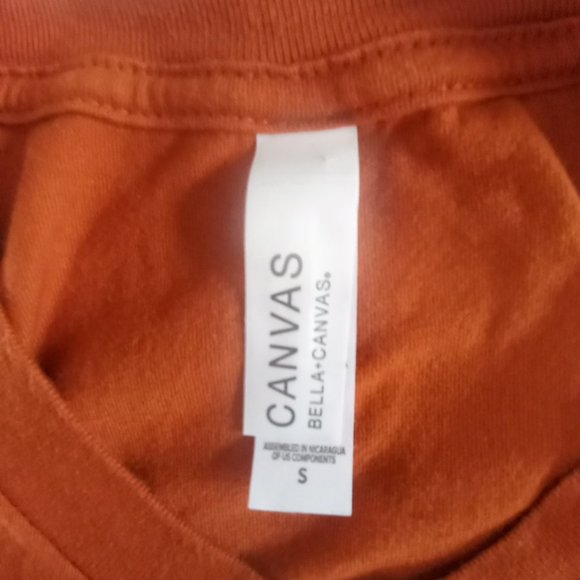 CANVAS
BELLA+CANVAS®
ASSEMBLED IN NICARAGUA
OF US COMPONENTS
S